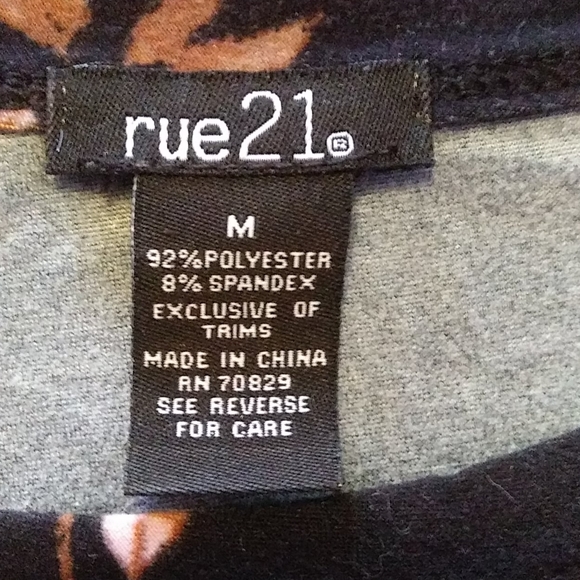 rue21®
M
92%POLYESTER
8% SPANDEX
EXCLUSIVE OF
TRIMS
MADE IN CHINA
RN 70829
SEE REVERSE
FOR CARE